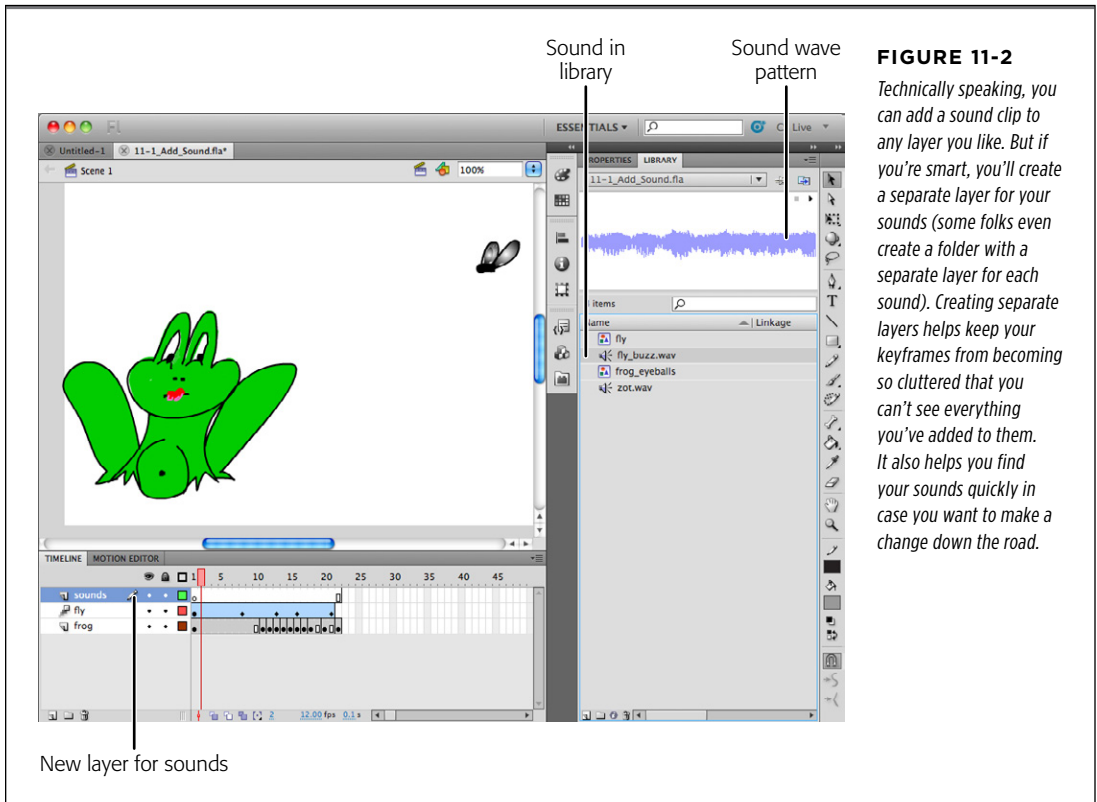 Sound in
library
Sound wave
pattern
FIGURE 11-2
Technically speaking, you
can add a sound clip to
any layer you like. But if
you're smart, you'll create
a separate layer for your
sounds (some folks even
create a folder with a
separate layer for each
sound). Creating separate
layers helps keep your
keyframes from becoming
so cluttered that you
can't see everything
you've added to them.
It also helps you find
your sounds quickly in
case you want to make a
change down the road.
Fl
ESSENTIALS
Live
Untitled-1
11-1_Add_Sound.fla*
Scene 1
100%
PROPERTIES
LIBRARY
11-1_Add_Sound.fla
items
Name
Linkage
fly
fly_buzz.wav
frog_eyeballs
zot.wav
TIMELINE
MOTION EDITOR
1 5 10 15 20 25 30 35 40 45
sounds
fly
frog
2 12.00 fps 0.1 s
New layer for sounds